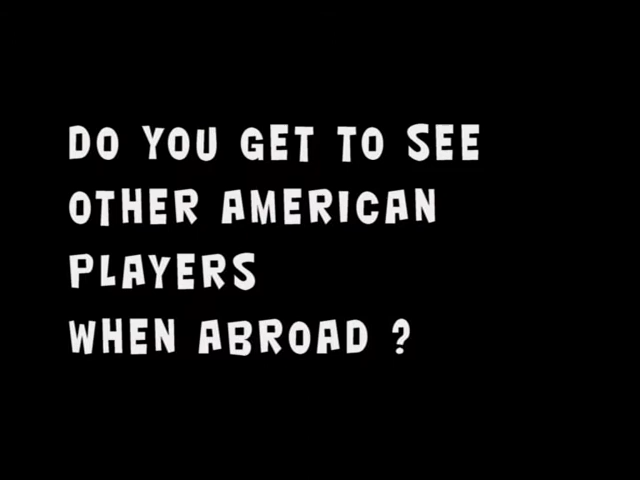 DO YOU GET TO SEE
OTHER AMERICAN
PLAYERS
WHEN ABROAD ?